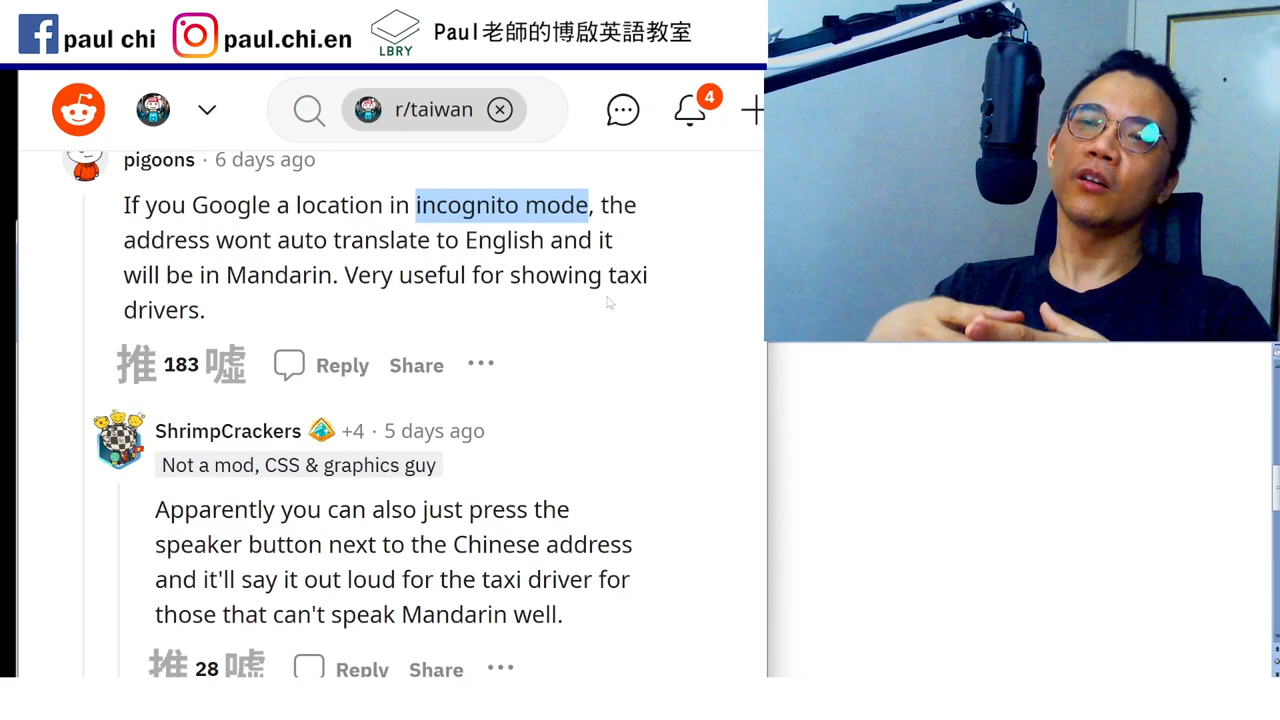 paul chi
paul.chi.en
LBRY
Paul老師的博啟英語教室
r/taiwan
4
pigoons · 6 days ago
If you Google a location in incognito mode, the
address wont auto translate to English and it
will be in Mandarin. Very useful for showing taxi
drivers.
推 183 噓 Reply Share ···
ShrimpCrackers +4 · 5 days ago
Not a mod, CSS & graphics guy
Apparently you can also just press the
speaker button next to the Chinese address
and it'll say it out loud for the taxi driver for
those that can't speak Mandarin well.
推 28 噓 Reply Share ···